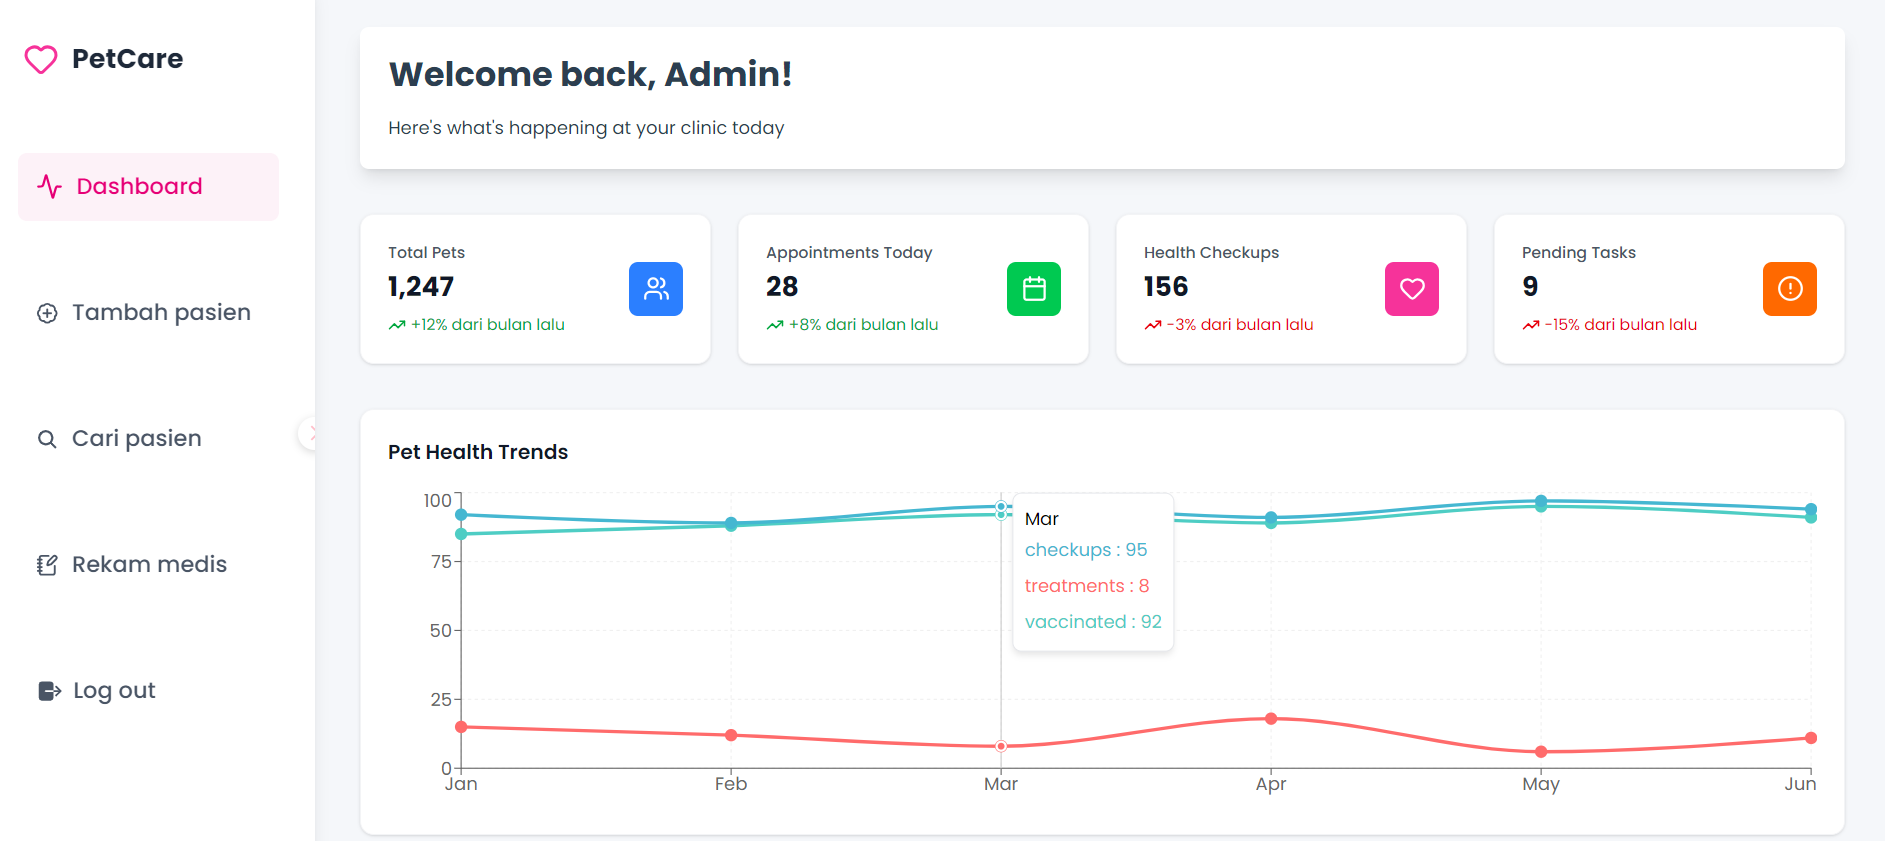 PetCare
Dashboard
Tambah pasien
Cari pasien
Rekam medis
Log out
Welcome back, Admin!
Here's what's happening at your clinic today
Total Pets
1,247
+12% dari bulan lalu
Appointments Today
28
+8% dari bulan lalu
Health Checkups
156
-3% dari bulan lalu
Pending Tasks
9
-15% dari bulan lalu
Pet Health Trends
100
75
50
25
0
Mar
checkups : 95
treatments : 8
vaccinated : 92
Jan Feb Mar Apr May Jun